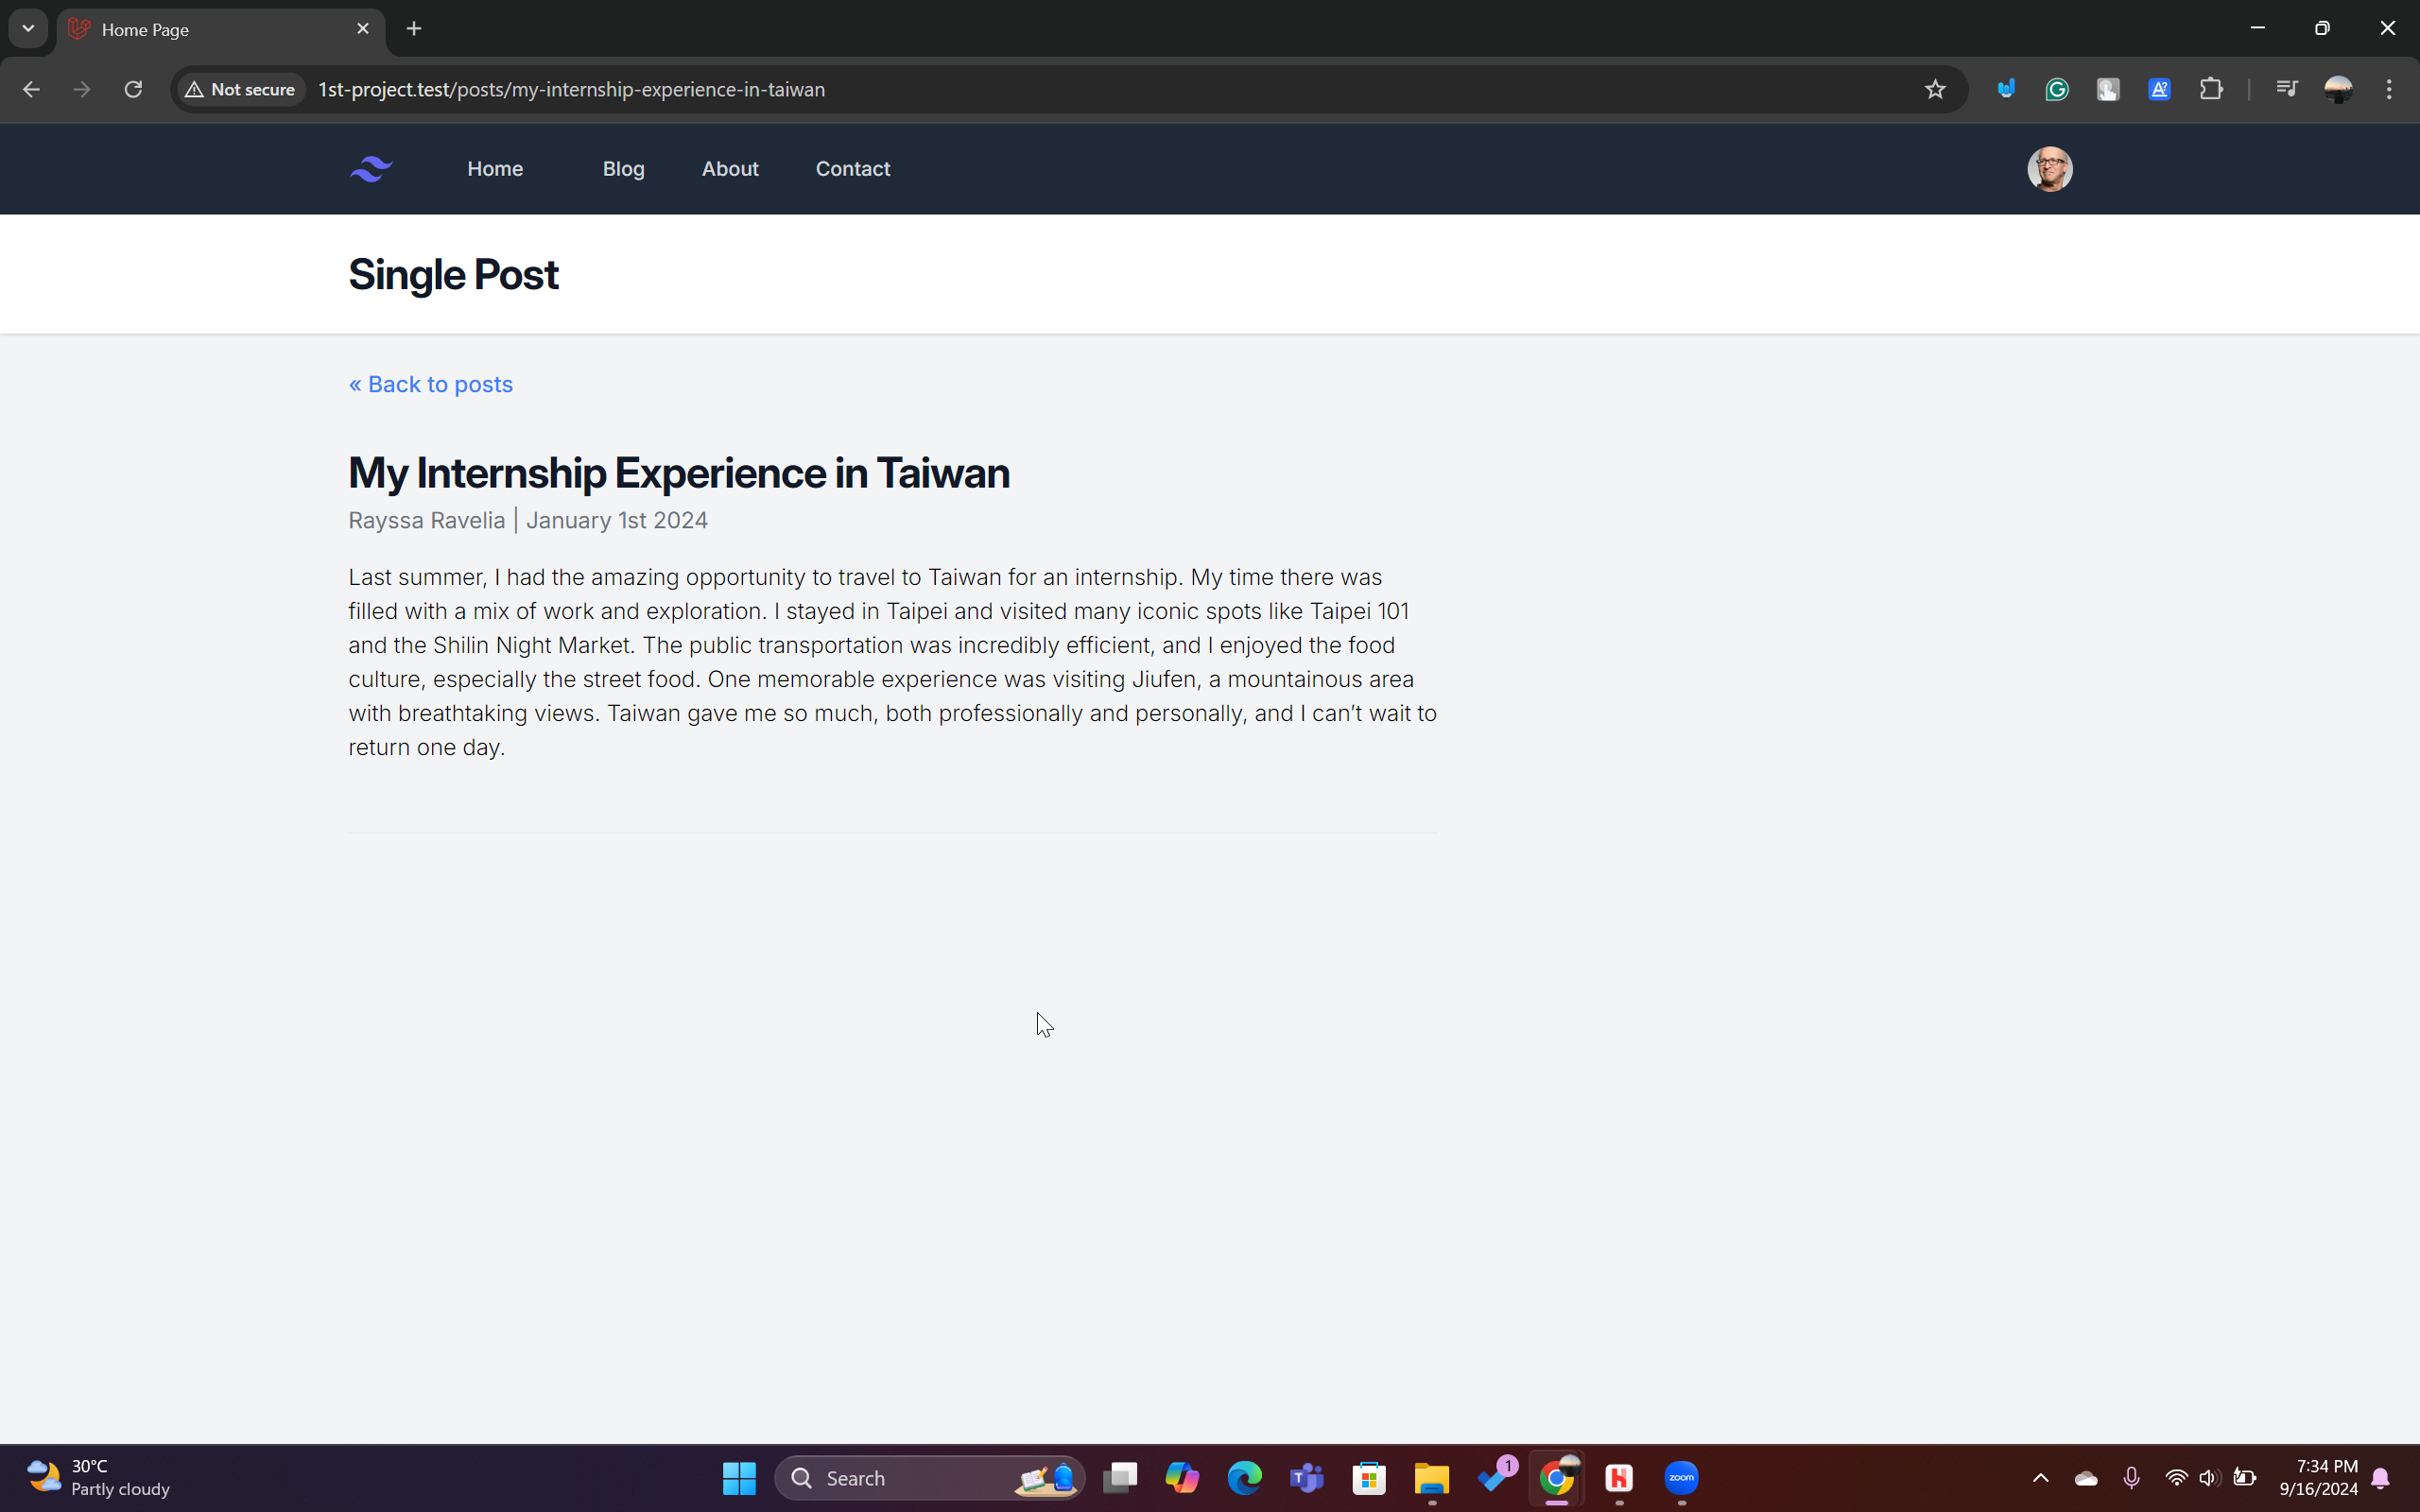 Home Page
Not secure 1st-project.test/posts/my-internship-experience-in-taiwan
Home Blog About Contact
Single Post
« Back to posts
My Internship Experience in Taiwan
Rayssa Ravelia | January 1st 2024
Last summer, I had the amazing opportunity to travel to Taiwan for an internship. My time there was
filled with a mix of work and exploration. I stayed in Taipei and visited many iconic spots like Taipei 101
and the Shilin Night Market. The public transportation was incredibly efficient, and I enjoyed the food
culture, especially the street food. One memorable experience was visiting Jiufen, a mountainous area
with breathtaking views. Taiwan gave me so much, both professionally and personally, and I can't wait to
return one day.
30°C
Partly cloudy
Search
1
zoom
7:34 PM
9/16/2024